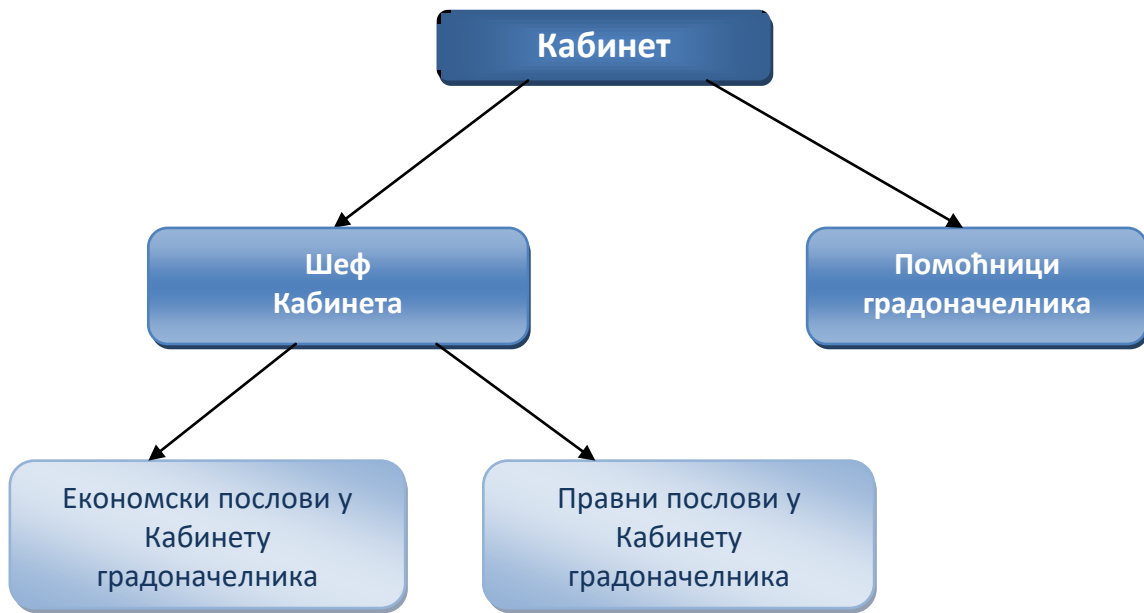 Кабинет
Шеф
Кабинета
Помоћници
градоначелника
Економски послови у
Кабинету
градоначелника
Правни послови у
Кабинету
градоначелника